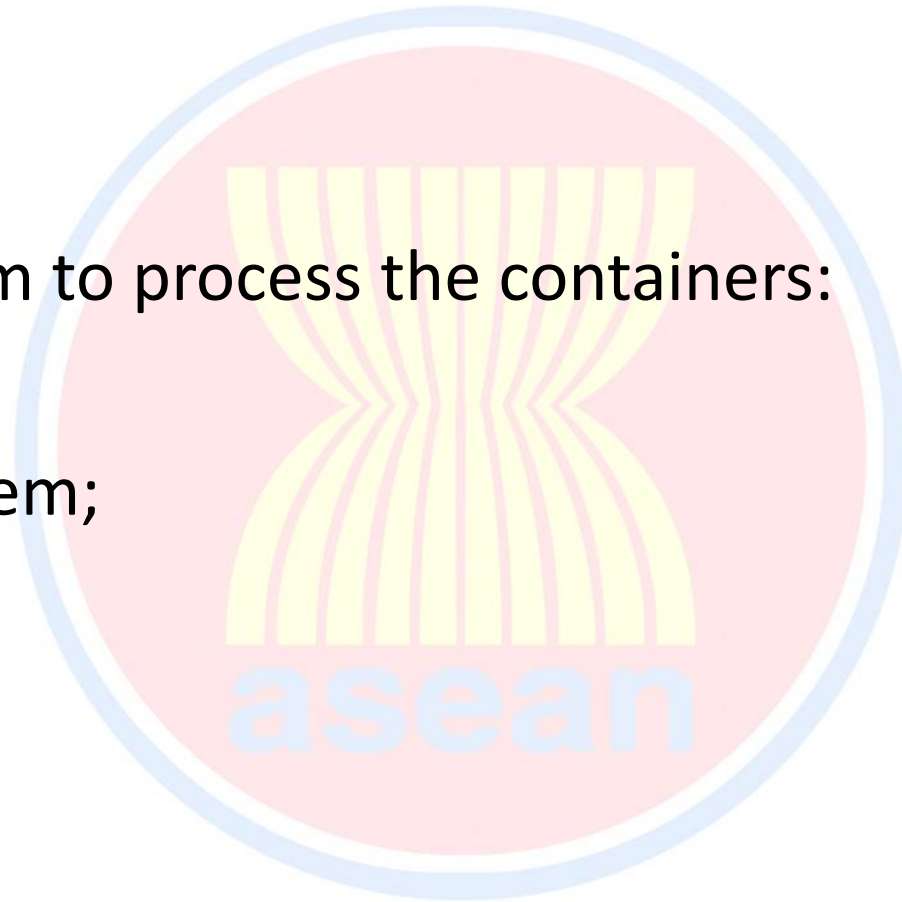 m to process the containers:
em;
asean